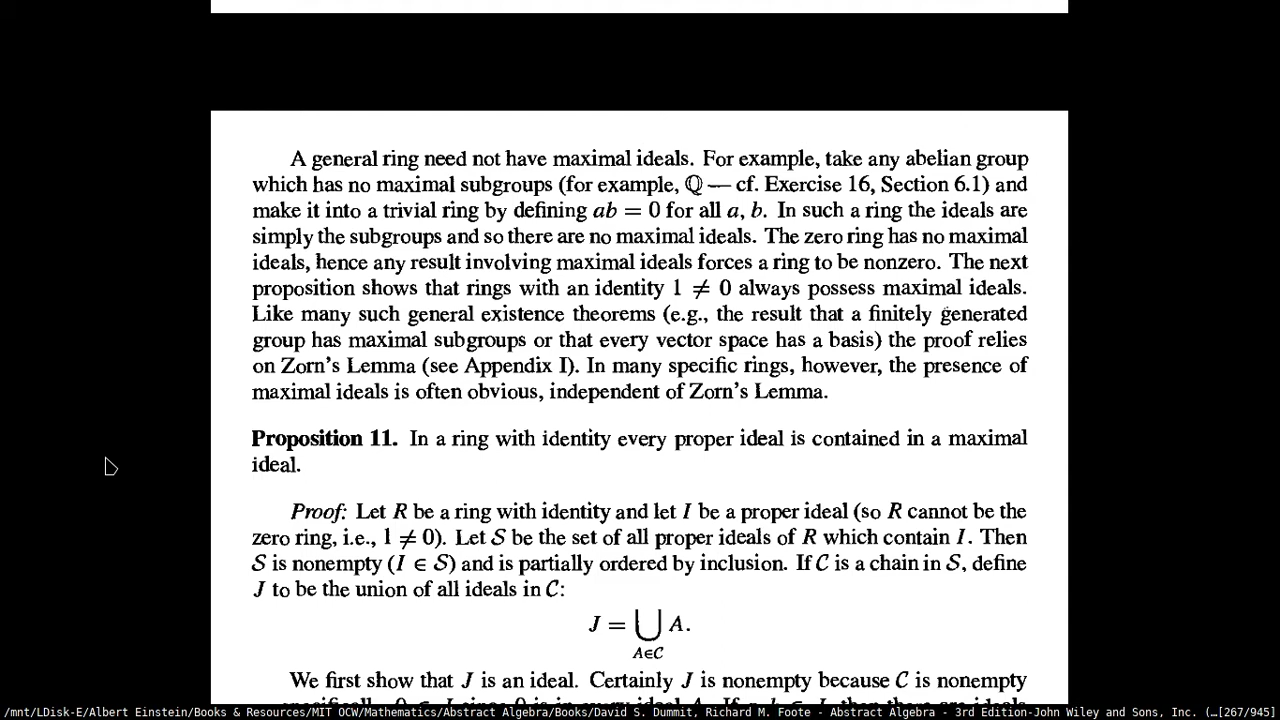 A general ring need not have maximal ideals. For example, take any abelian group
which has no maximal subgroups (for example, ℚ — cf. Exercise 16, Section 6.1) and
make it into a trivial ring by defining ab = 0 for all a, b. In such a ring the ideals are
simply the subgroups and so there are no maximal ideals. The zero ring has no maximal
ideals, hence any result involving maximal ideals forces a ring to be nonzero. The next
proposition shows that rings with an identity 1 ≠ 0 always possess maximal ideals.
Like many such general existence theorems (e.g., the result that a finitely generated
group has maximal subgroups or that every vector space has a basis) the proof relies
on Zorn's Lemma (see Appendix I). In many specific rings, however, the presence of
maximal ideals is often obvious, independent of Zorn's Lemma.
Proposition 11. In a ring with identity every proper ideal is contained in a maximal
ideal.
Proof: Let R be a ring with identity and let I be a proper ideal (so R cannot be the
zero ring, i.e., 1 ≠ 0). Let 𝒮 be the set of all proper ideals of R which contain I. Then
𝒮 is nonempty (I ∈ 𝒮) and is partially ordered by inclusion. If 𝒞 is a chain in 𝒮, define
J to be the union of all ideals in 𝒞:
J = ⋃ A.
A∈𝒞
We first show that J is an ideal. Certainly J is nonempty because 𝒞 is nonempty
/mnt/LDisk-E/Albert Einstein/Books & Resources/MIT OCW/Mathematics/Abstract Algebra/Books/David S. Dummit, Richard M. Foote - Abstract Algebra - 3rd Edition-John Wiley and Sons, Inc. (…[267/945]